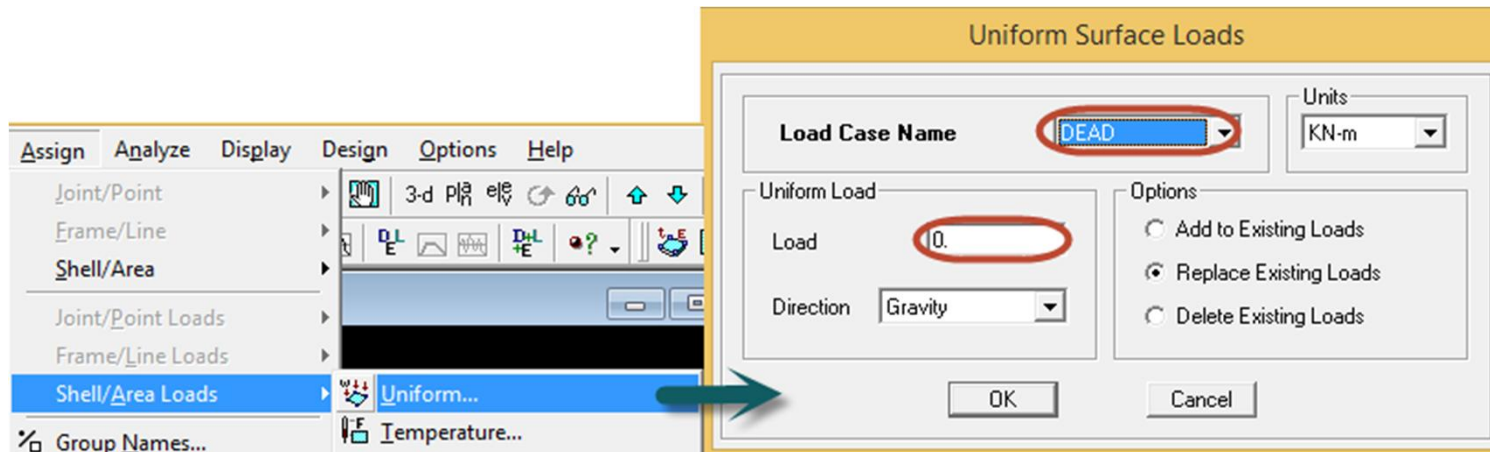 Assign Analyze Display Design Options Help
Joint/Point
3-d
Frame/Line
Shell/Area
Joint/Point Loads
Frame/Line Loads
Shell/Area Loads
Uniform...
Temperature...
Group Names...
Uniform Surface Loads
Load Case Name DEAD
Units
KN-m
Uniform Load
Load 0.
Direction Gravity
Options
Add to Existing Loads
Replace Existing Loads
Delete Existing Loads
OK Cancel